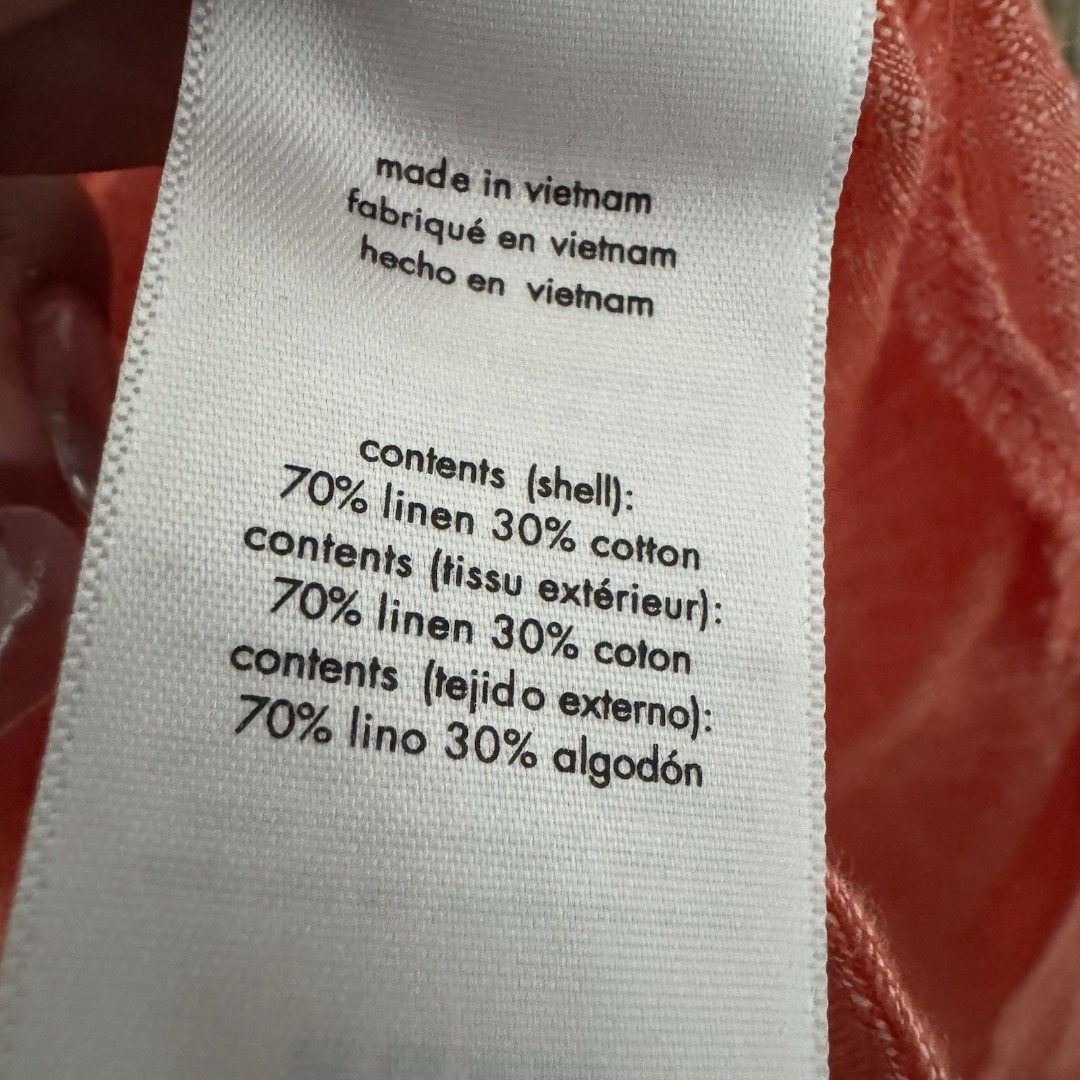 made in vietnam
fabriqué en vietnam
hecho en vietnam
contents (shell):
70% linen 30% cotton
contents (tissu extérieur):
70% linen 30% coton
contents (tejido externo):
70% lino 30% algodón